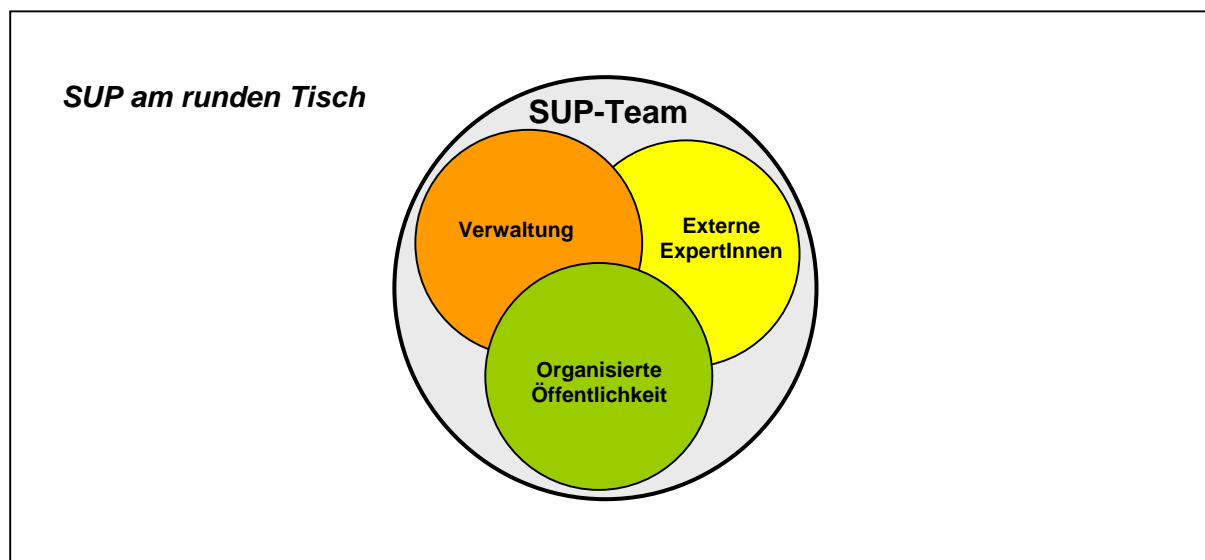 SUP am runden Tisch
SUP-Team
Verwaltung
Externe
ExpertInnen
Organisierte
Öffentlichkeit